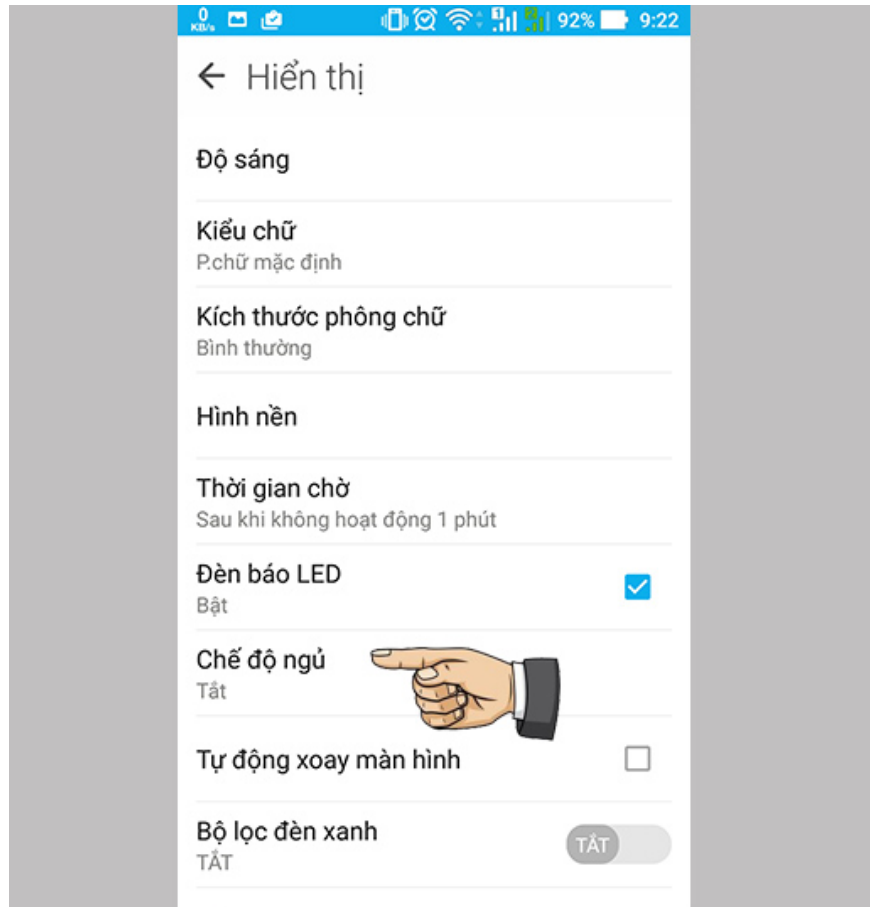 0
KB/s 1 2 92% 9:22
Hiển thị
Độ sáng
Kiểu chữ
P.chữ mặc định
Kích thước phông chữ
Bình thường
Hình nền
Thời gian chờ
Sau khi không hoạt động 1 phút
Đèn báo LED
Bật
Chế độ ngủ
Tắt
Tự động xoay màn hình
Bộ lọc đèn xanh
TẮT
TẮT